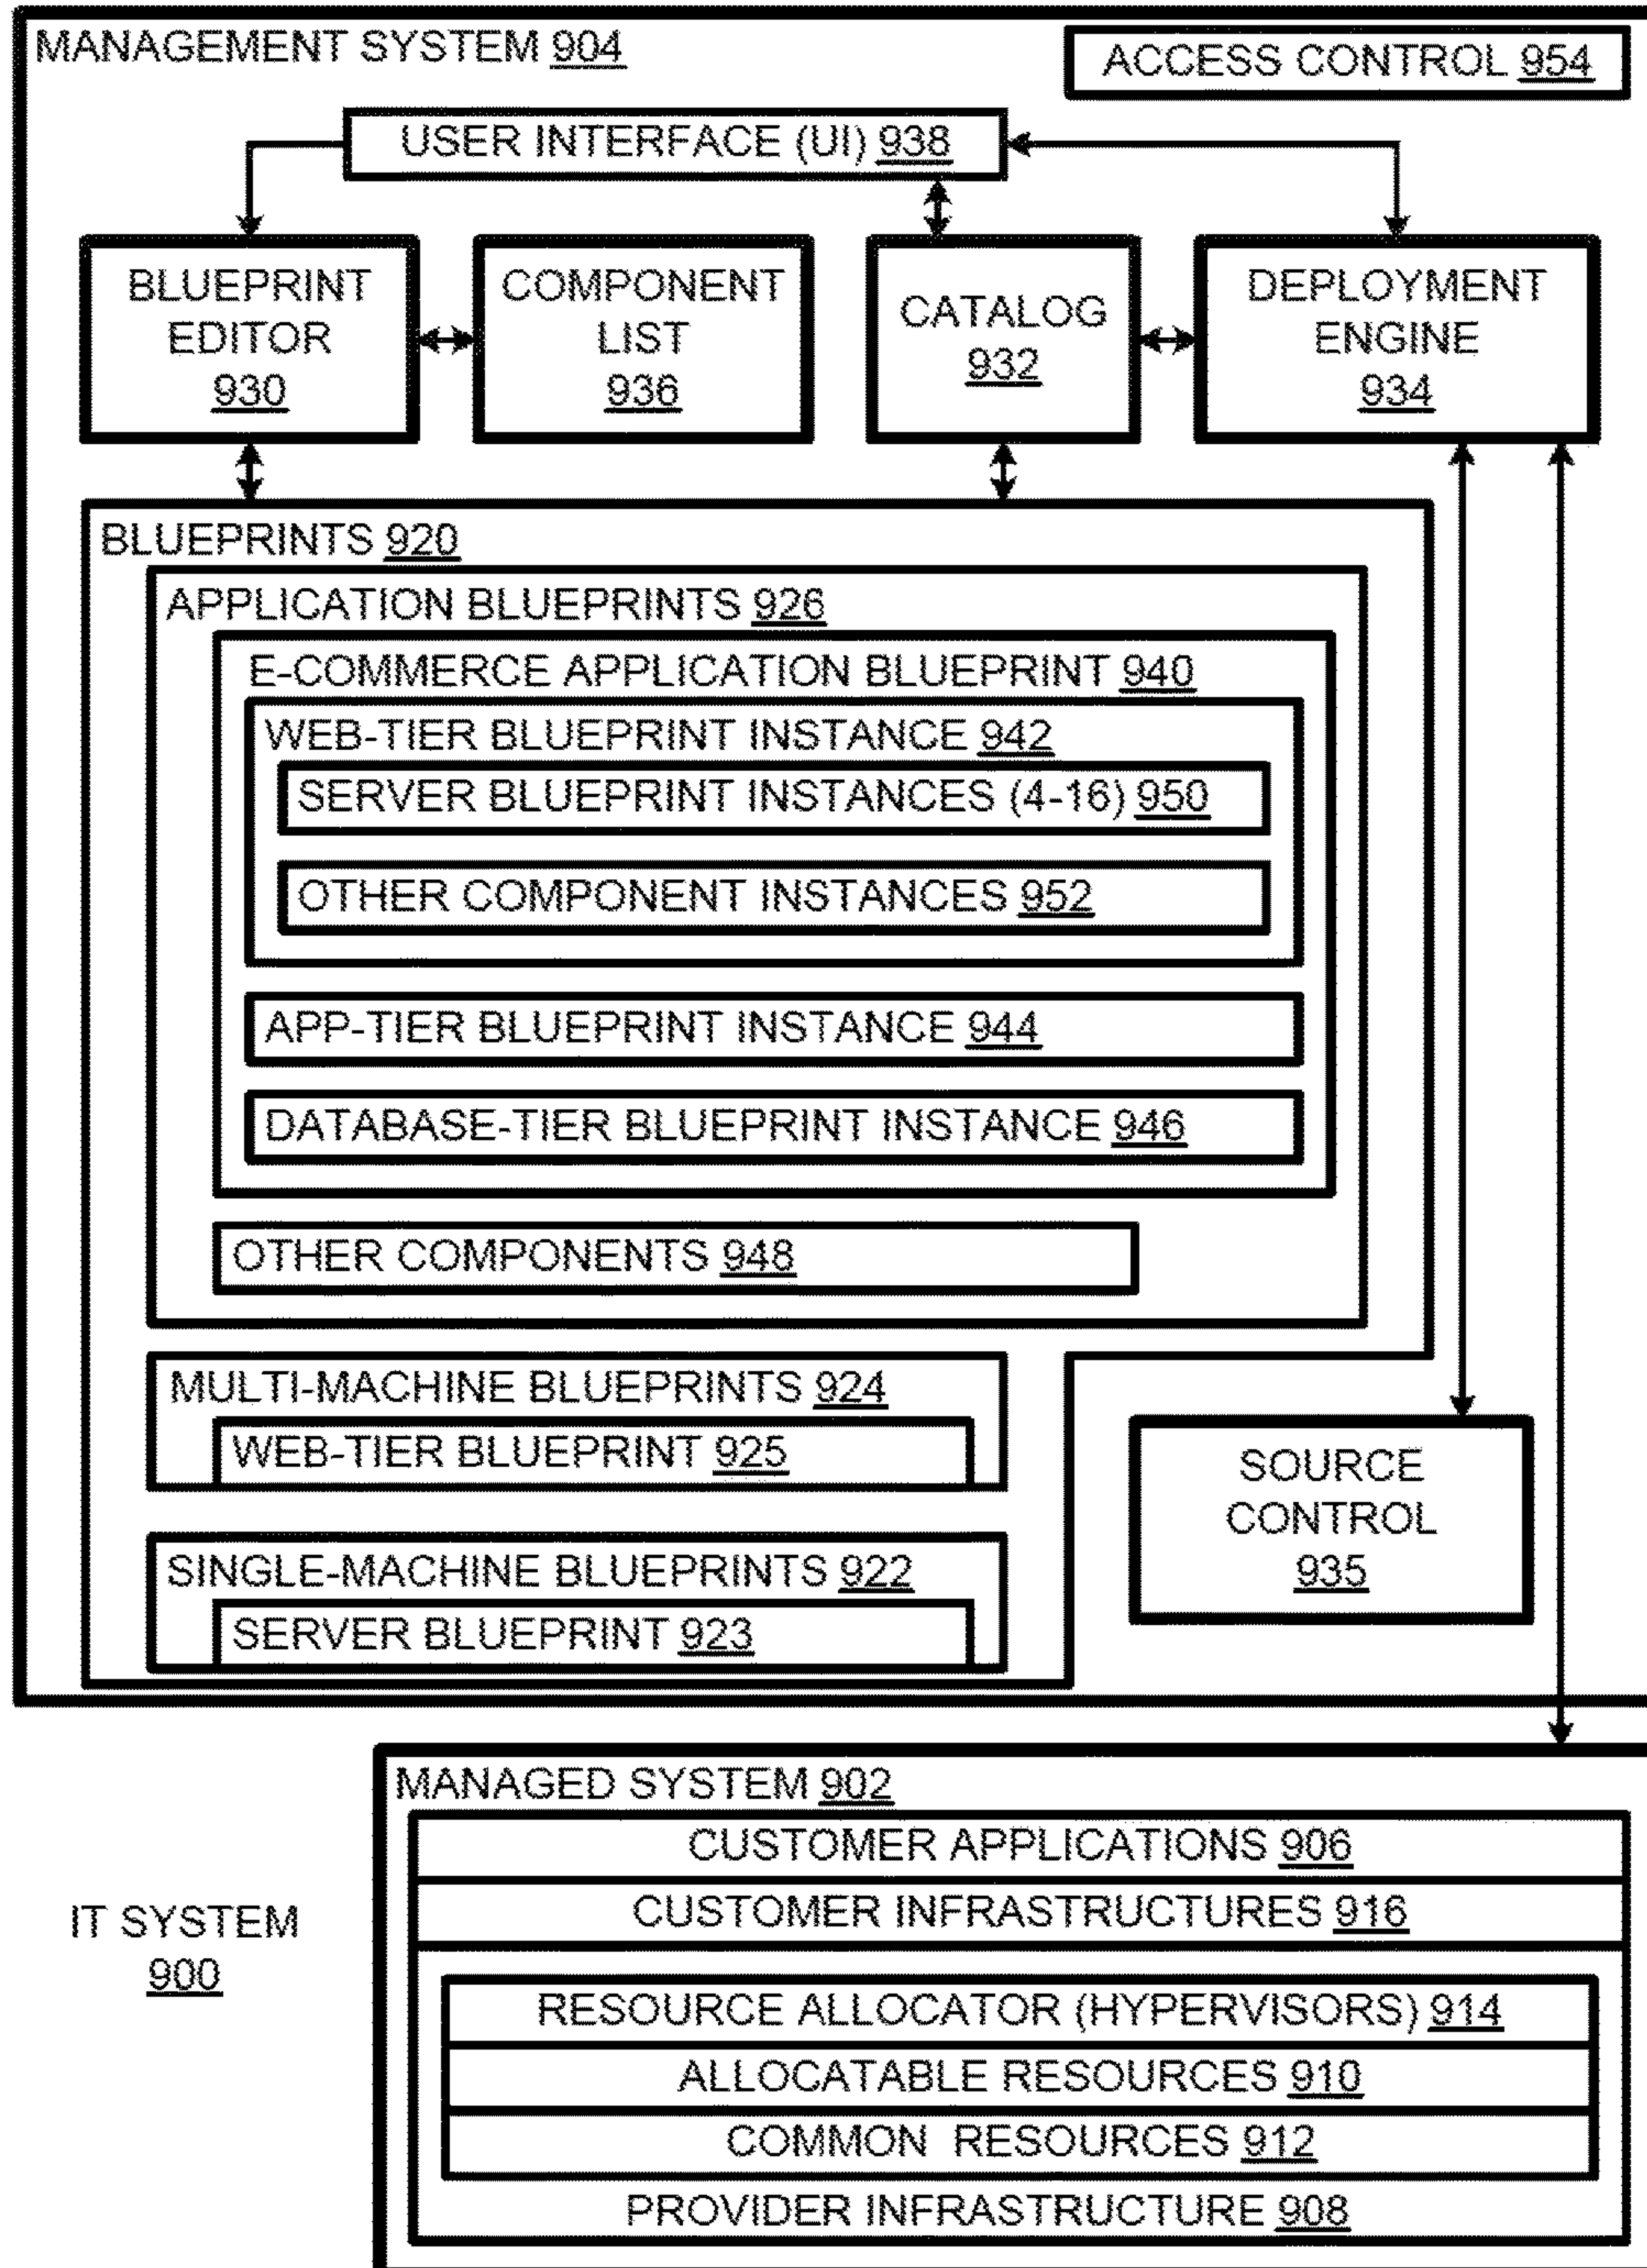 MANAGEMENT SYSTEM 904
ACCESS CONTROL 954
USER INTERFACE (UI) 938
BLUEPRINT
EDITOR
930
COMPONENT
LIST
936
CATALOG
932
DEPLOYMENT
ENGINE
934
BLUEPRINTS 920
APPLICATION BLUEPRINTS 926
E-COMMERCE APPLICATION BLUEPRINT 940
WEB-TIER BLUEPRINT INSTANCE 942
SERVER BLUEPRINT INSTANCES (4-16) 950
OTHER COMPONENT INSTANCES 952
APP-TIER BLUEPRINT INSTANCE 944
DATABASE-TIER BLUEPRINT INSTANCE 946
OTHER COMPONENTS 948
MULTI-MACHINE BLUEPRINTS 924
WEB-TIER BLUEPRINT 925
SINGLE-MACHINE BLUEPRINTS 922
SERVER BLUEPRINT 923
SOURCE
CONTROL
935
MANAGED SYSTEM 902
CUSTOMER APPLICATIONS 906
CUSTOMER INFRASTRUCTURES 916
RESOURCE ALLOCATOR (HYPERVISORS) 914
ALLOCATABLE RESOURCES 910
COMMON RESOURCES 912
PROVIDER INFRASTRUCTURE 908
IT SYSTEM
900